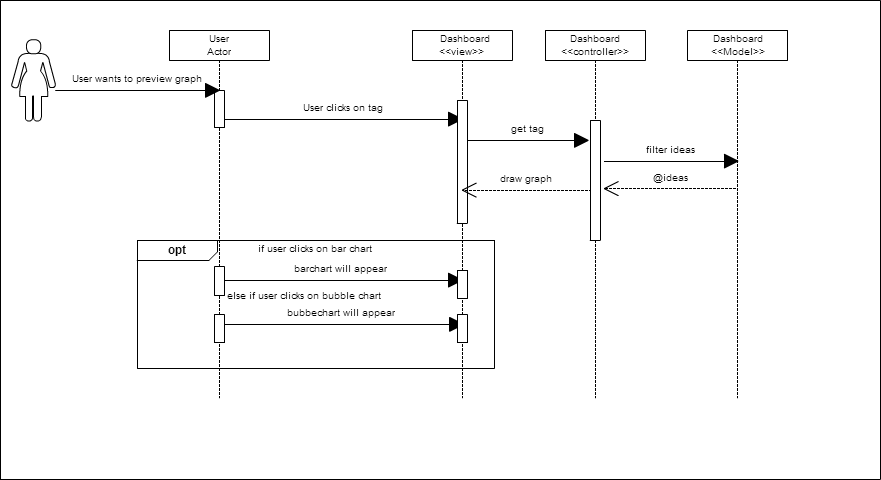 User
Actor
Dashboard
<<view>>
Dashboard
<<controller>>
Dashboard
<<Model>>
User wants to preview graph
User clicks on tag
get tag
filter ideas
draw graph
@ideas
opt
if user clicks on bar chart
barchart will appear
else if user clicks on bubble chart
bubbechart will appear